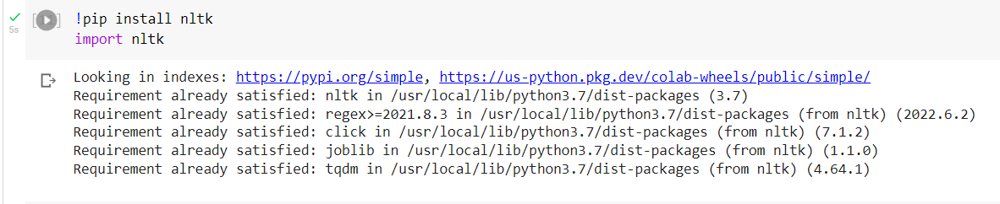 !pip install nltk
5s
import nltk
Looking in indexes: https://pypi.org/simple, https://us-python.pkg.dev/colab-wheels/public/simple/
Requirement already satisfied: nltk in /usr/local/lib/python3.7/dist-packages (3.7)
Requirement already satisfied: regex>=2021.8.3 in /usr/local/lib/python3.7/dist-packages (from nltk) (2022.6.2)
Requirement already satisfied: click in /usr/local/lib/python3.7/dist-packages (from nltk) (7.1.2)
Requirement already satisfied: joblib in /usr/local/lib/python3.7/dist-packages (from nltk) (1.1.0)
Requirement already satisfied: tqdm in /usr/local/lib/python3.7/dist-packages (from nltk) (4.64.1)